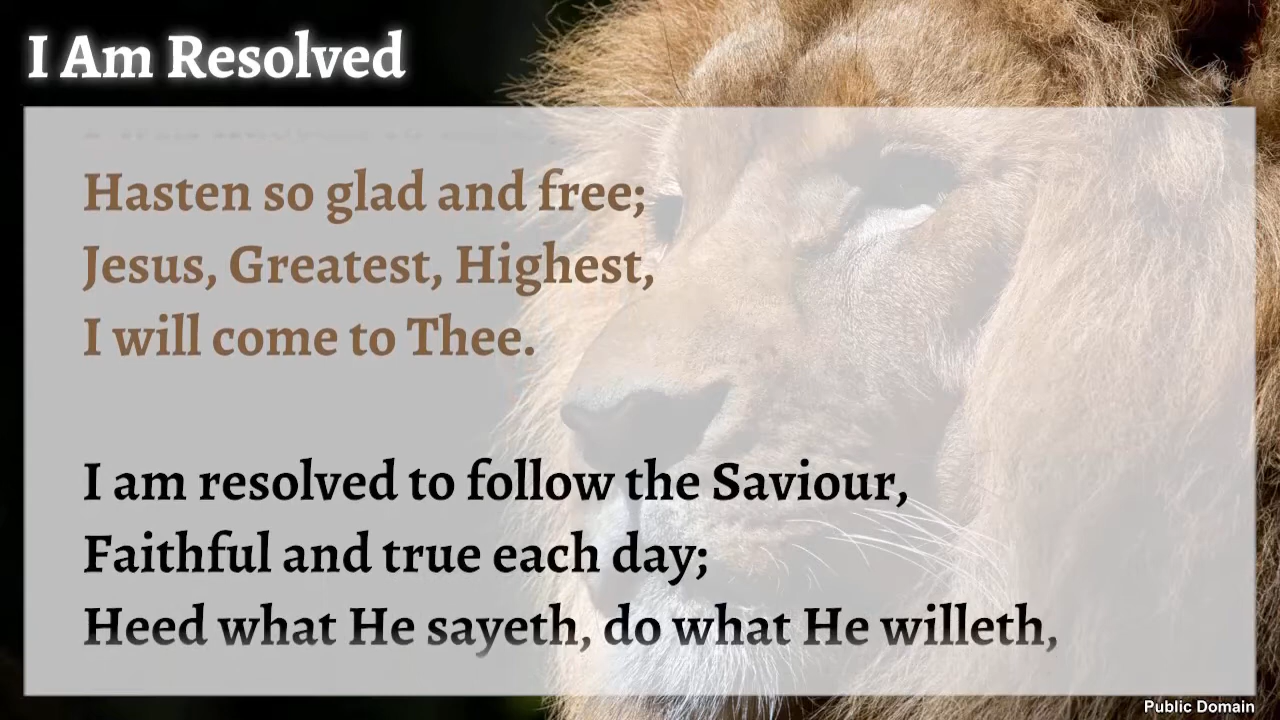 I Am Resolved
Hasten so glad and free;
Jesus, Greatest, Highest,
I will come to Thee.
I am resolved to follow the Saviour,
Faithful and true each day;
Heed what He sayeth, do what He willeth,
Public Domain